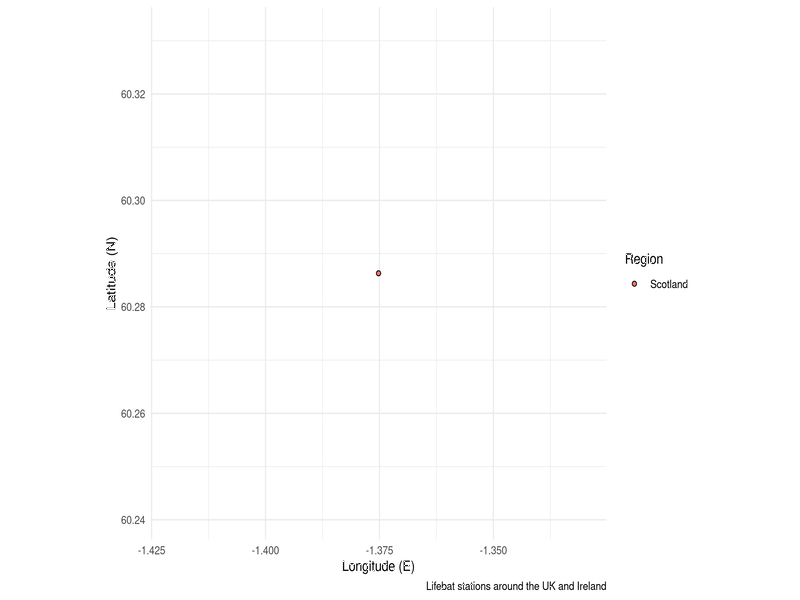 60.32
60.30
60.28
60.26
60.24
Latitude (N)
-1.425
-1.400
-1.375
-1.350
Longitude (E)
Region
Scotland
Lifebat stations around the UK and Ireland